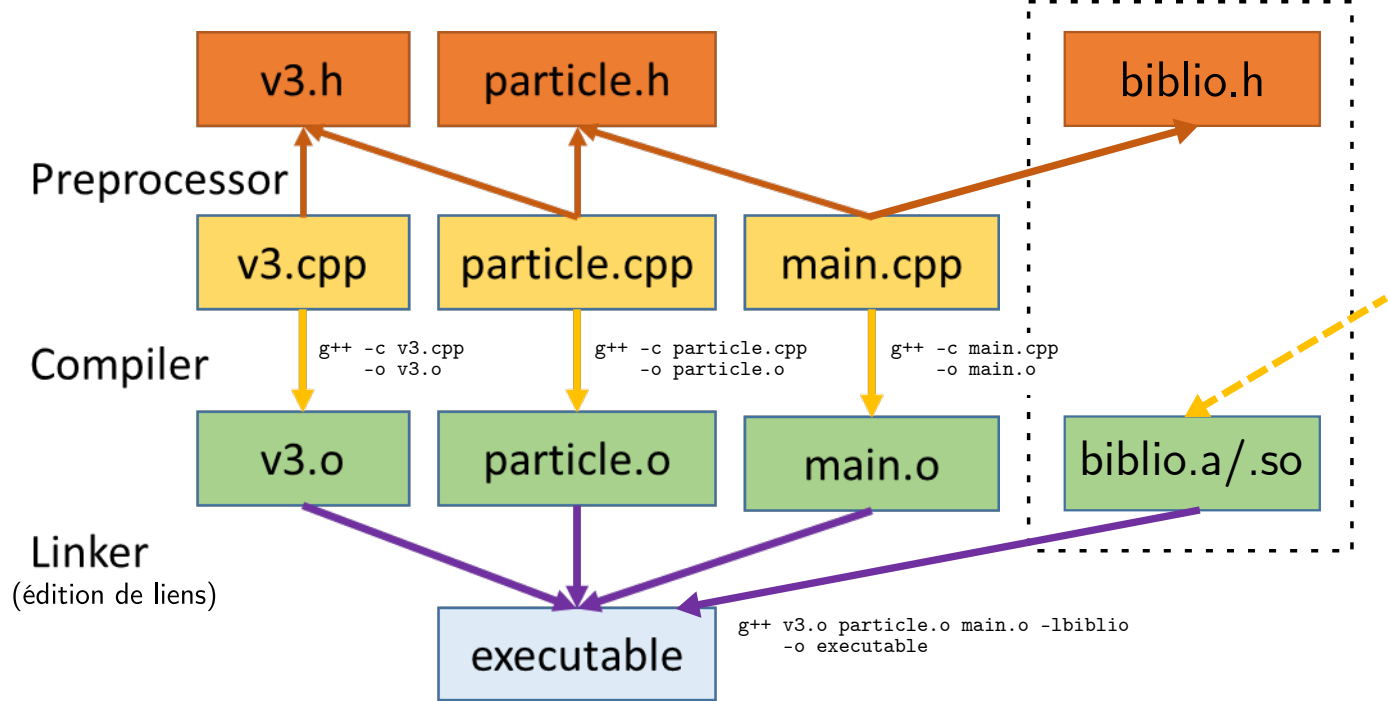 v3.h
particle.h
biblio.h
Preprocessor
v3.cpp
particle.cpp
main.cpp
Compiler
g++ -c v3.cpp
-o v3.o
g++ -c particle.cpp
-o particle.o
g++ -c main.cpp
-o main.o
v3.o
particle.o
main.o
biblio.a/.so
Linker
(édition de liens)
executable
g++ v3.o particle.o main.o -lbiblio
-o executable